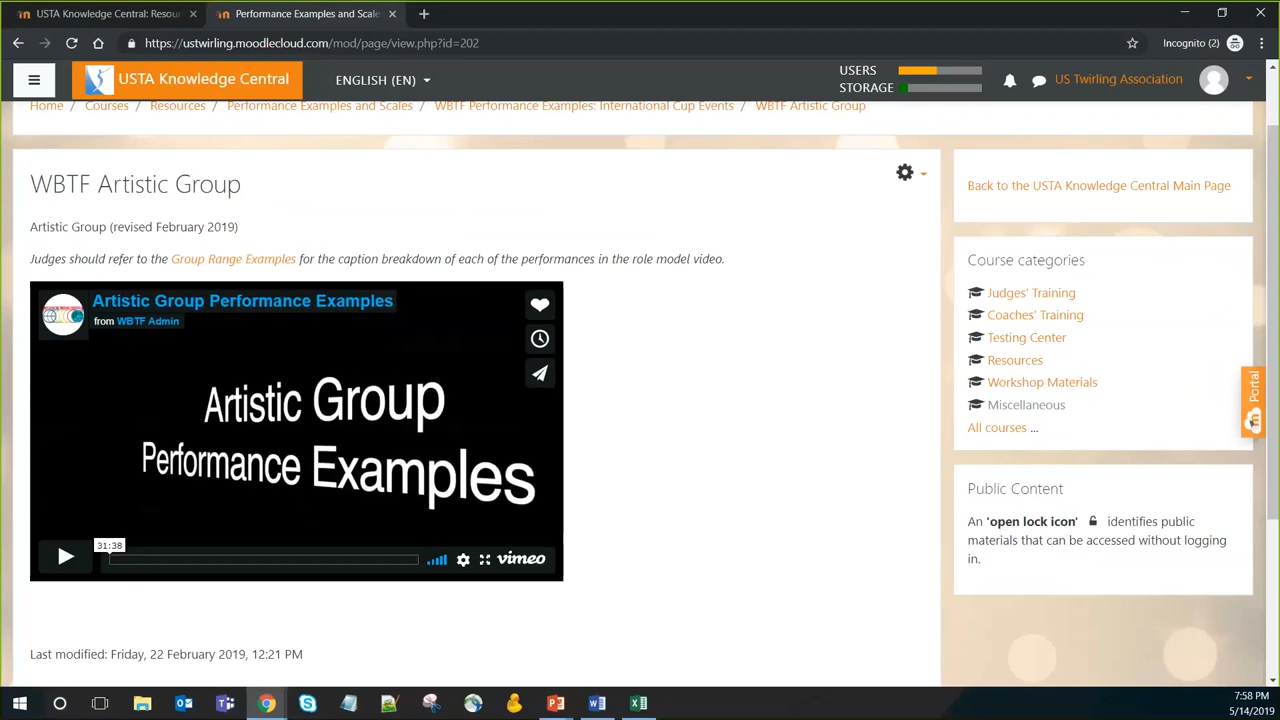 USTA Knowledge Central: Resour
Performance Examples and Scale
https://ustwirling.moodlecloud.com/mod/page/view.php?id=202
Incognito (2)
USTA Knowledge Central
ENGLISH (EN)
USERS
STORAGE
US Twirling Association
Home / Courses / Resources / Performance Examples and Scales / WBTF Performance Examples: International Cup Events / WBTF Artistic Group
WBTF Artistic Group
Artistic Group (revised February 2019)
Judges should refer to the Group Range Examples for the caption breakdown of each of the performances in the role model video.
Artistic Group Performance Examples
from WBTF Admin
Artistic Group
Performance Examples
31:38
vimeo
Last modified: Friday, 22 February 2019, 12:21 PM
Back to the USTA Knowledge Central Main Page
Course categories
Judges' Training
Coaches' Training
Testing Center
Resources
Workshop Materials
Miscellaneous
All courses ...
Public Content
An 'open lock icon' identifies public
materials that can be accessed without logging
in.
Portal
7:58 PM
5/14/2019